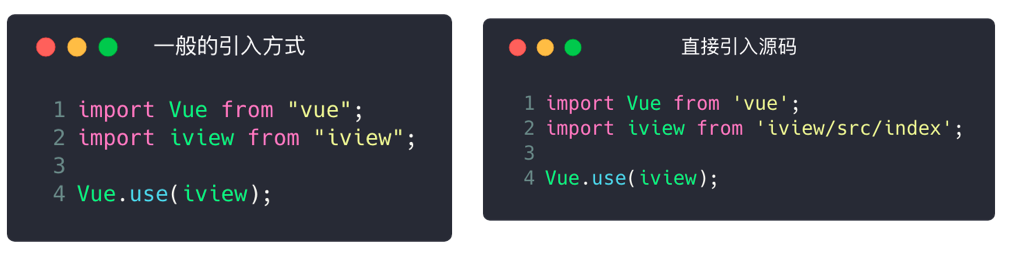 一般的引入方式
1 import Vue from "vue";
2 import iview from "iview";
3
4 Vue.use(iview);
直接引入源码
1 import Vue from 'vue';
2 import iview from 'iview/src/index';
3
4 Vue.use(iview);